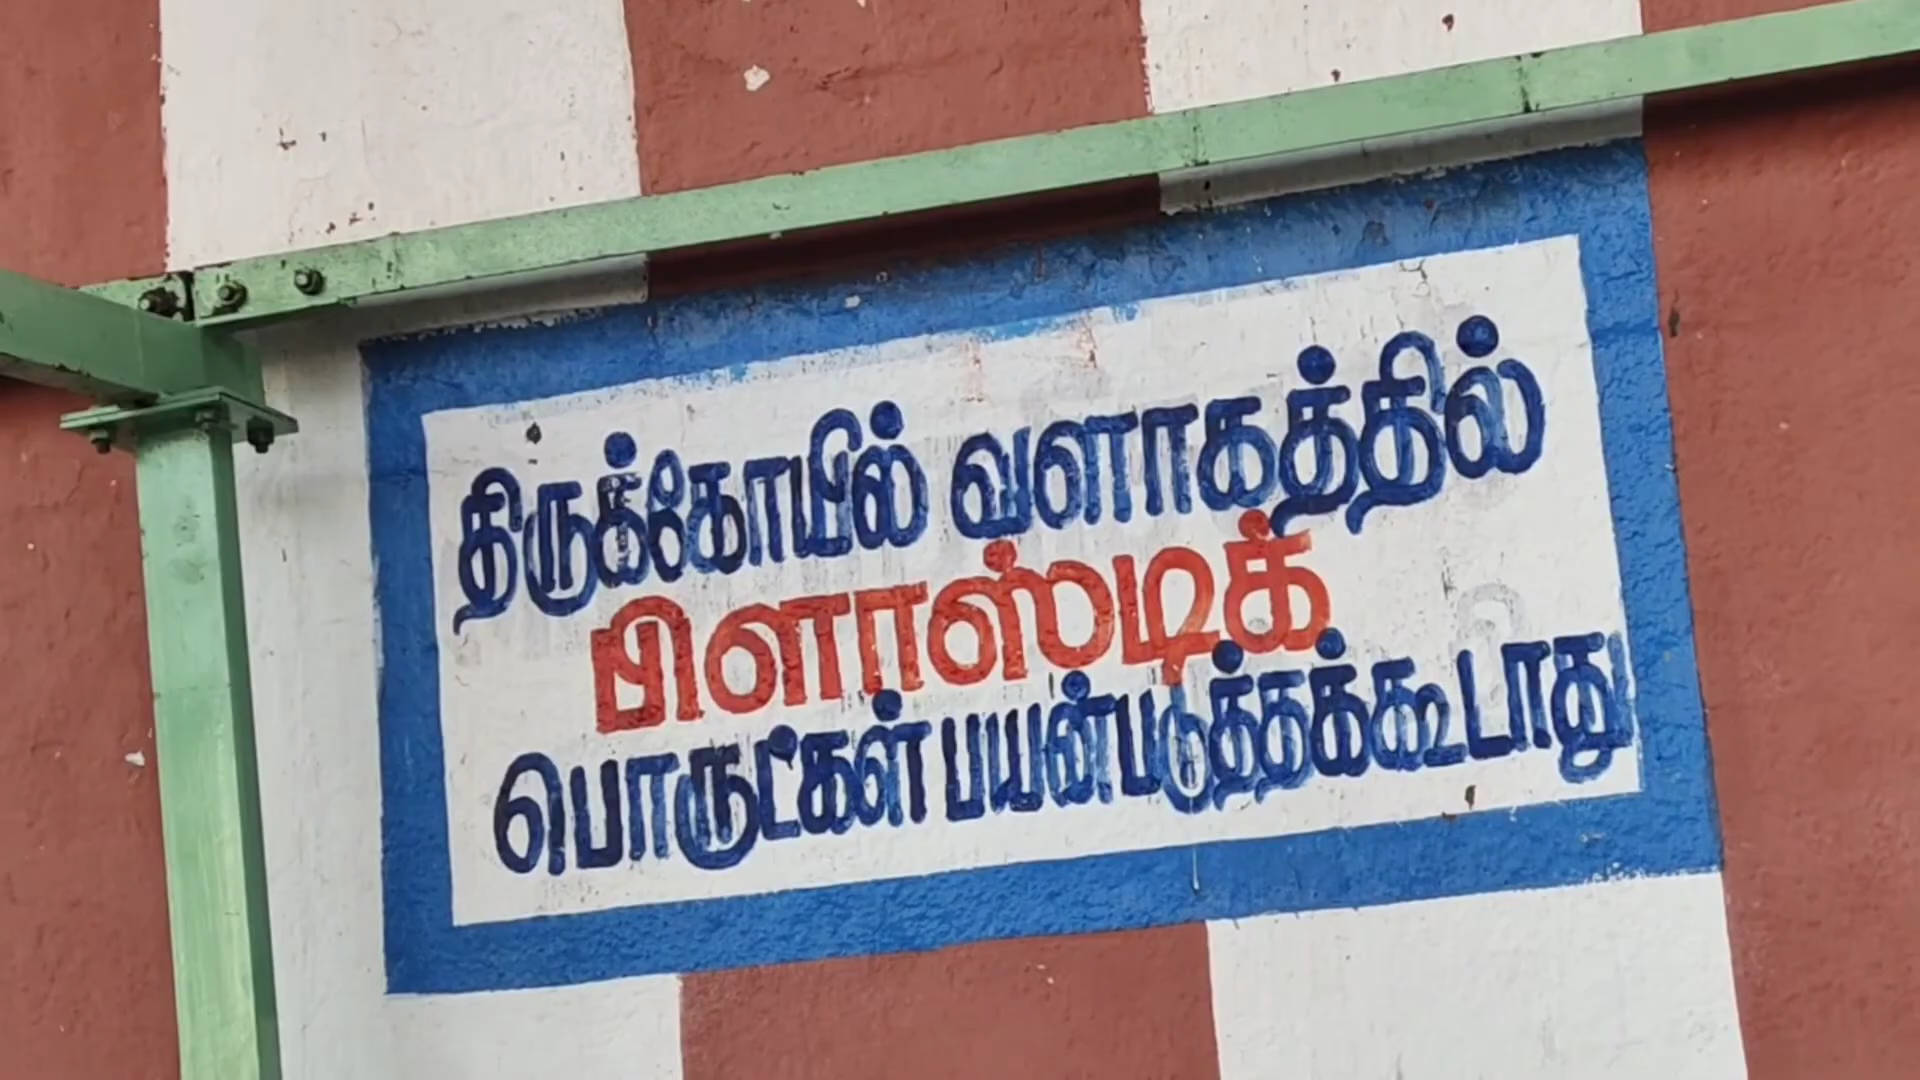 திருக்கோயில் வளாகத்தில்
பிளாஸ்டிக்
பொருட்கள் பயன்படுத்தக்கூடாது